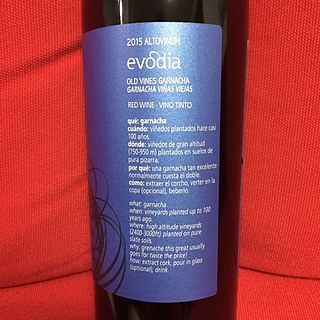 2015 ALTOVINUM
evodia
OLD VINES GARNACHA
GARNACHA VIÑAS VIEJAS
RED WINE - VINO TINTO
qué: garnacha
cuándo: viñedos plantados hace casi
100 años.
dónde: viñedos de gran altitud
(750-950 m) plantados en suelos de
pura pizarra.
por qué: una garnacha tan excelente
normalmente cuesta el doble.
cómo: extraer el corcho, verter en la
copa (opcional), beberlo.
what: garnacha
when: vineyards planted up to 100
years ago.
where: high altitude vineyards
(2400-3000ft) planted on pure
slate soils.
why: grenache this great usually
goes for twice the price!
how: extract cork, pour in glass
(optional), drink.